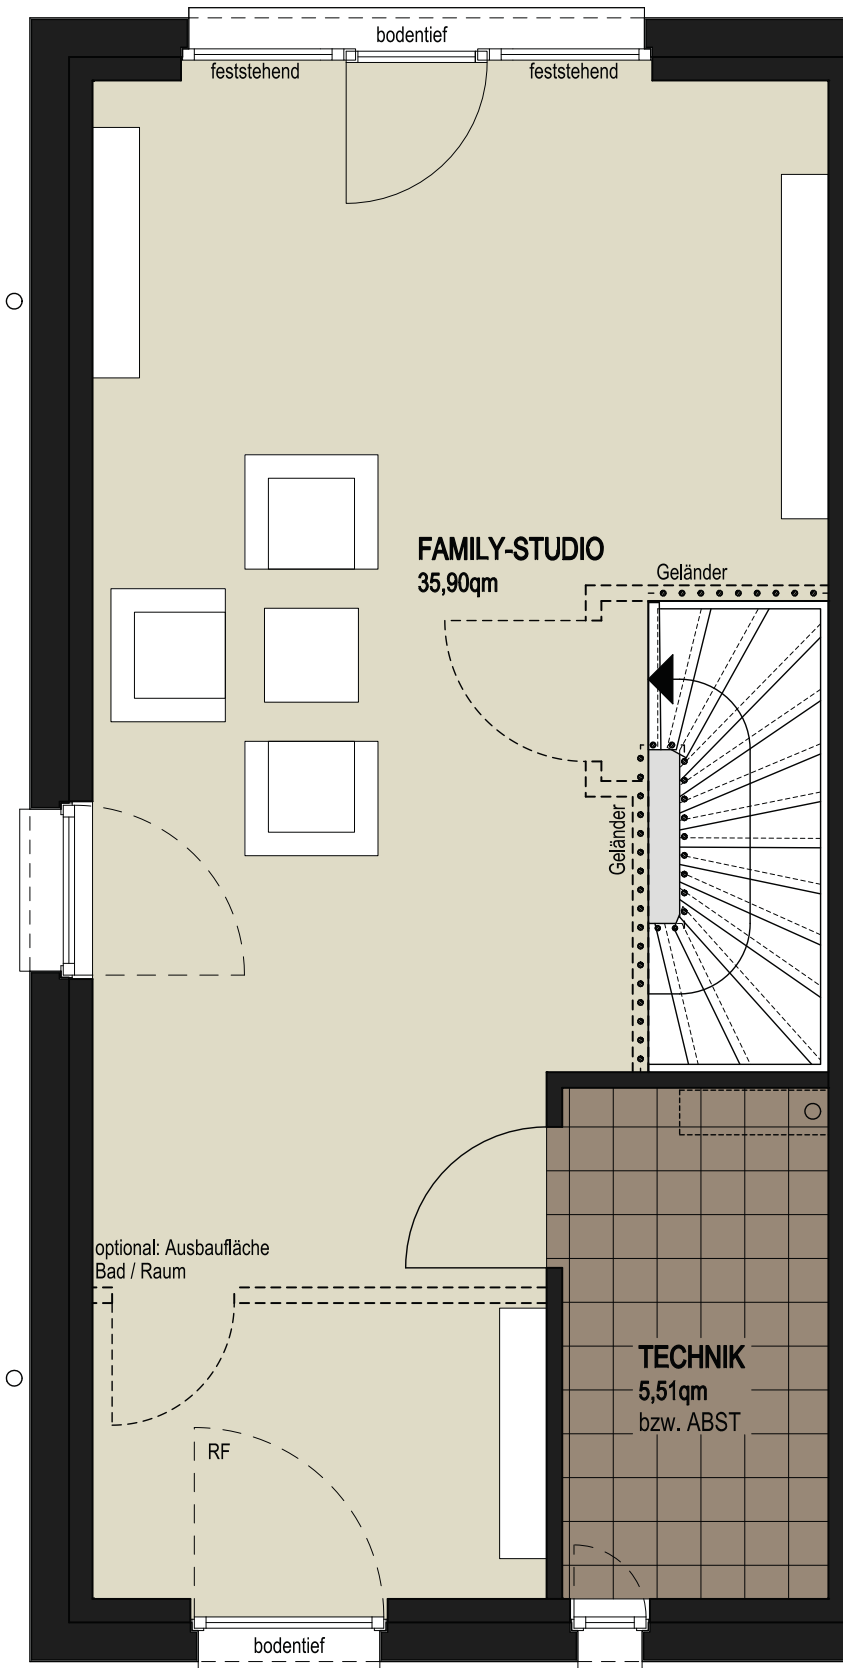 bodentief
feststehend
feststehend
FAMILY-STUDIO
35,90qm
Geländer
Geländer
optional: Ausbaufläche
Bad / Raum
TECHNIK
5,51qm
bzw. ABST
RF
bodentief